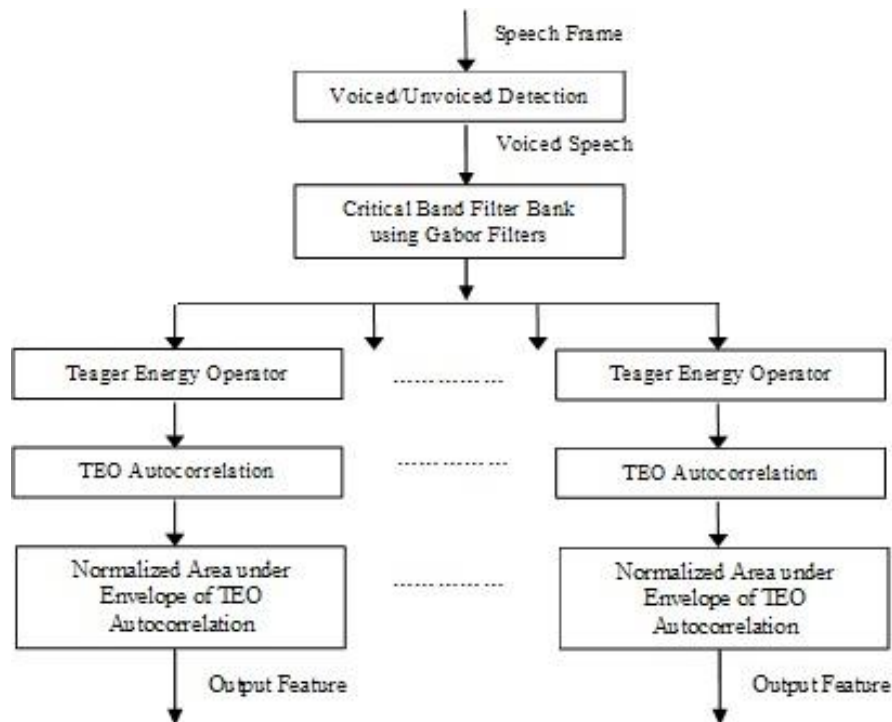 Speech Frame
Voiced/Unvoiced Detection
Voiced Speech
Critical Band Filter Bank
using Gabor Filters
Teager Energy Operator
Teager Energy Operator
TEO Autocorrelation
TEO Autocorrelation
Normalized Area under
Envelope of TEO
Autocorrelation
Normalized Area under
Envelope of TEO
Autocorrelation
Output Feature
Output Feature